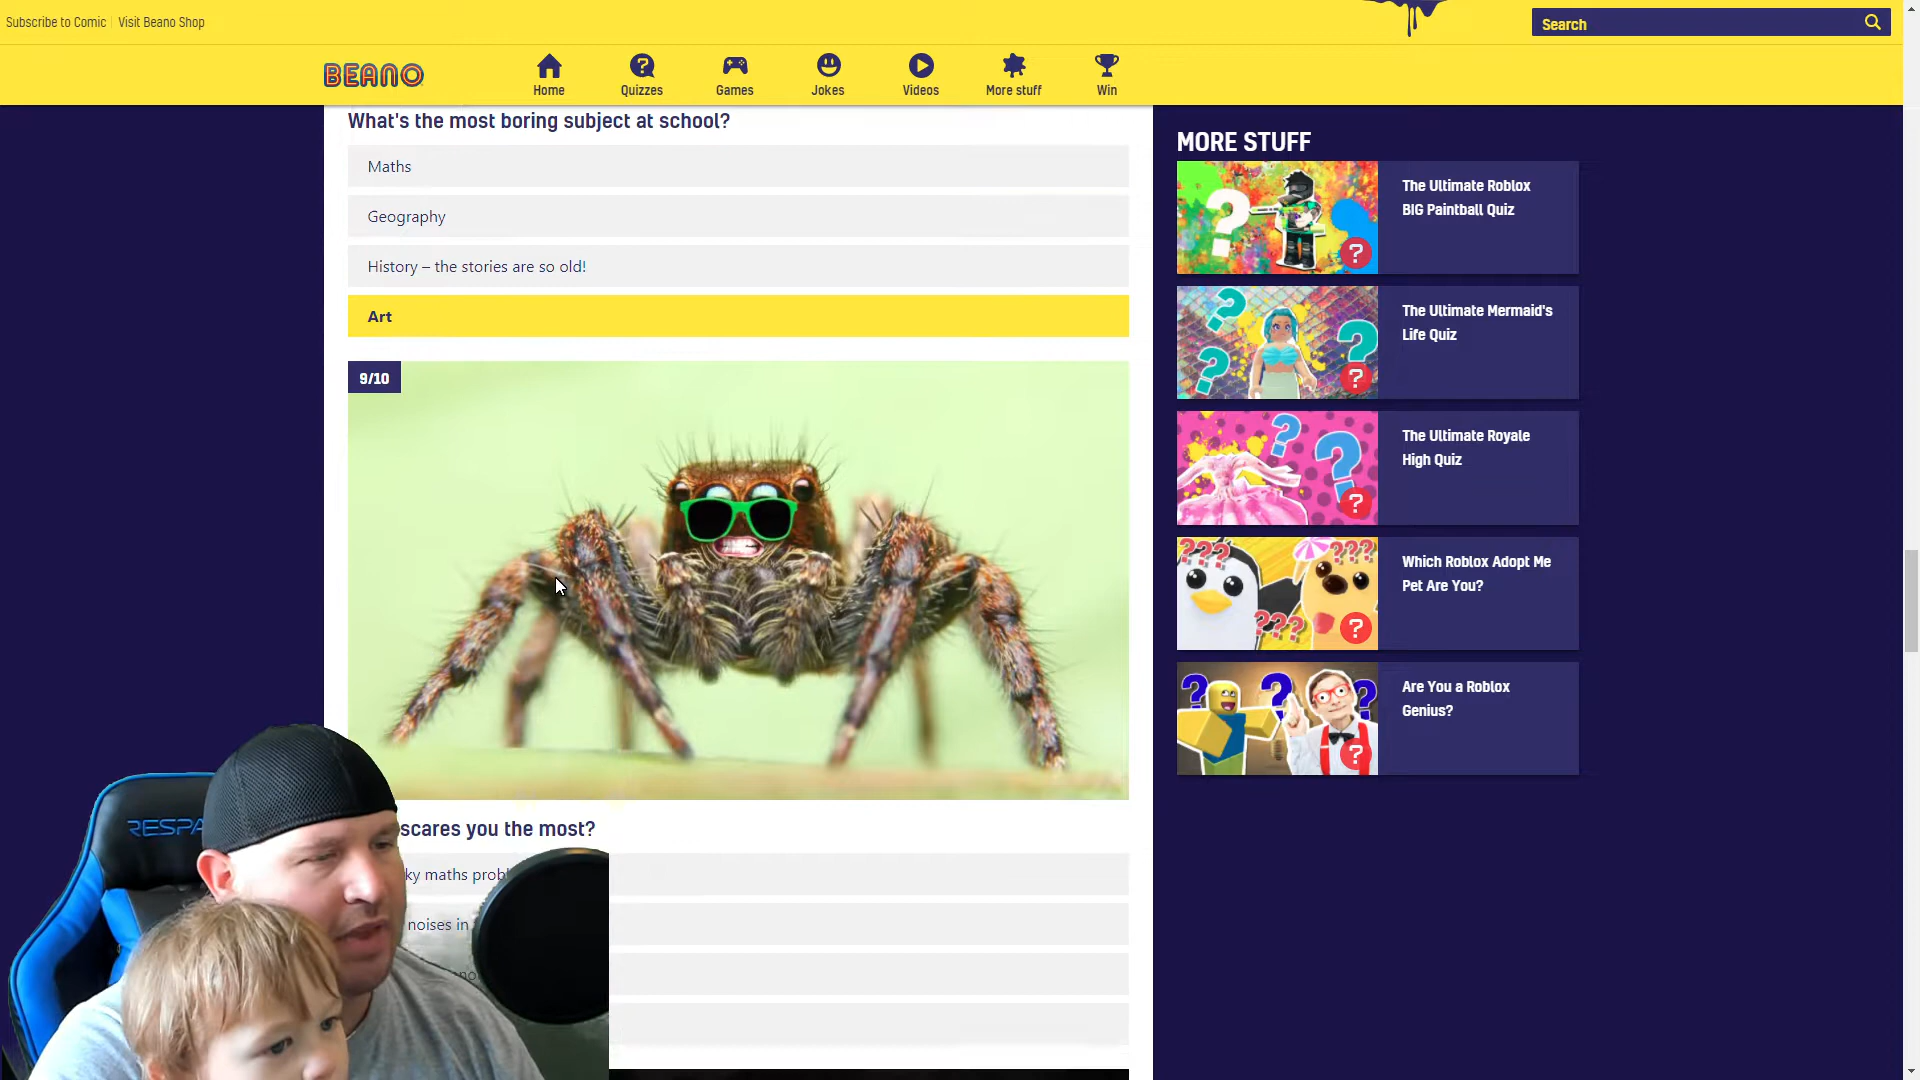 Subscribe to Comic
Visit Beano Shop
Search
BEANO
Home
Quizzes
Games
Jokes
Videos
More stuff
Win
What's the most boring subject at school?
Maths
Geography
History – the stories are so old!
Art
9/10
scares you the most?
maths
noises in
MORE STUFF
The Ultimate Roblox
BIG Paintball Quiz
The Ultimate Mermaid's
Life Quiz
The Ultimate Royale
High Quiz
Which Roblox Adopt Me
Pet Are You?
Are You a Roblox
Genius?